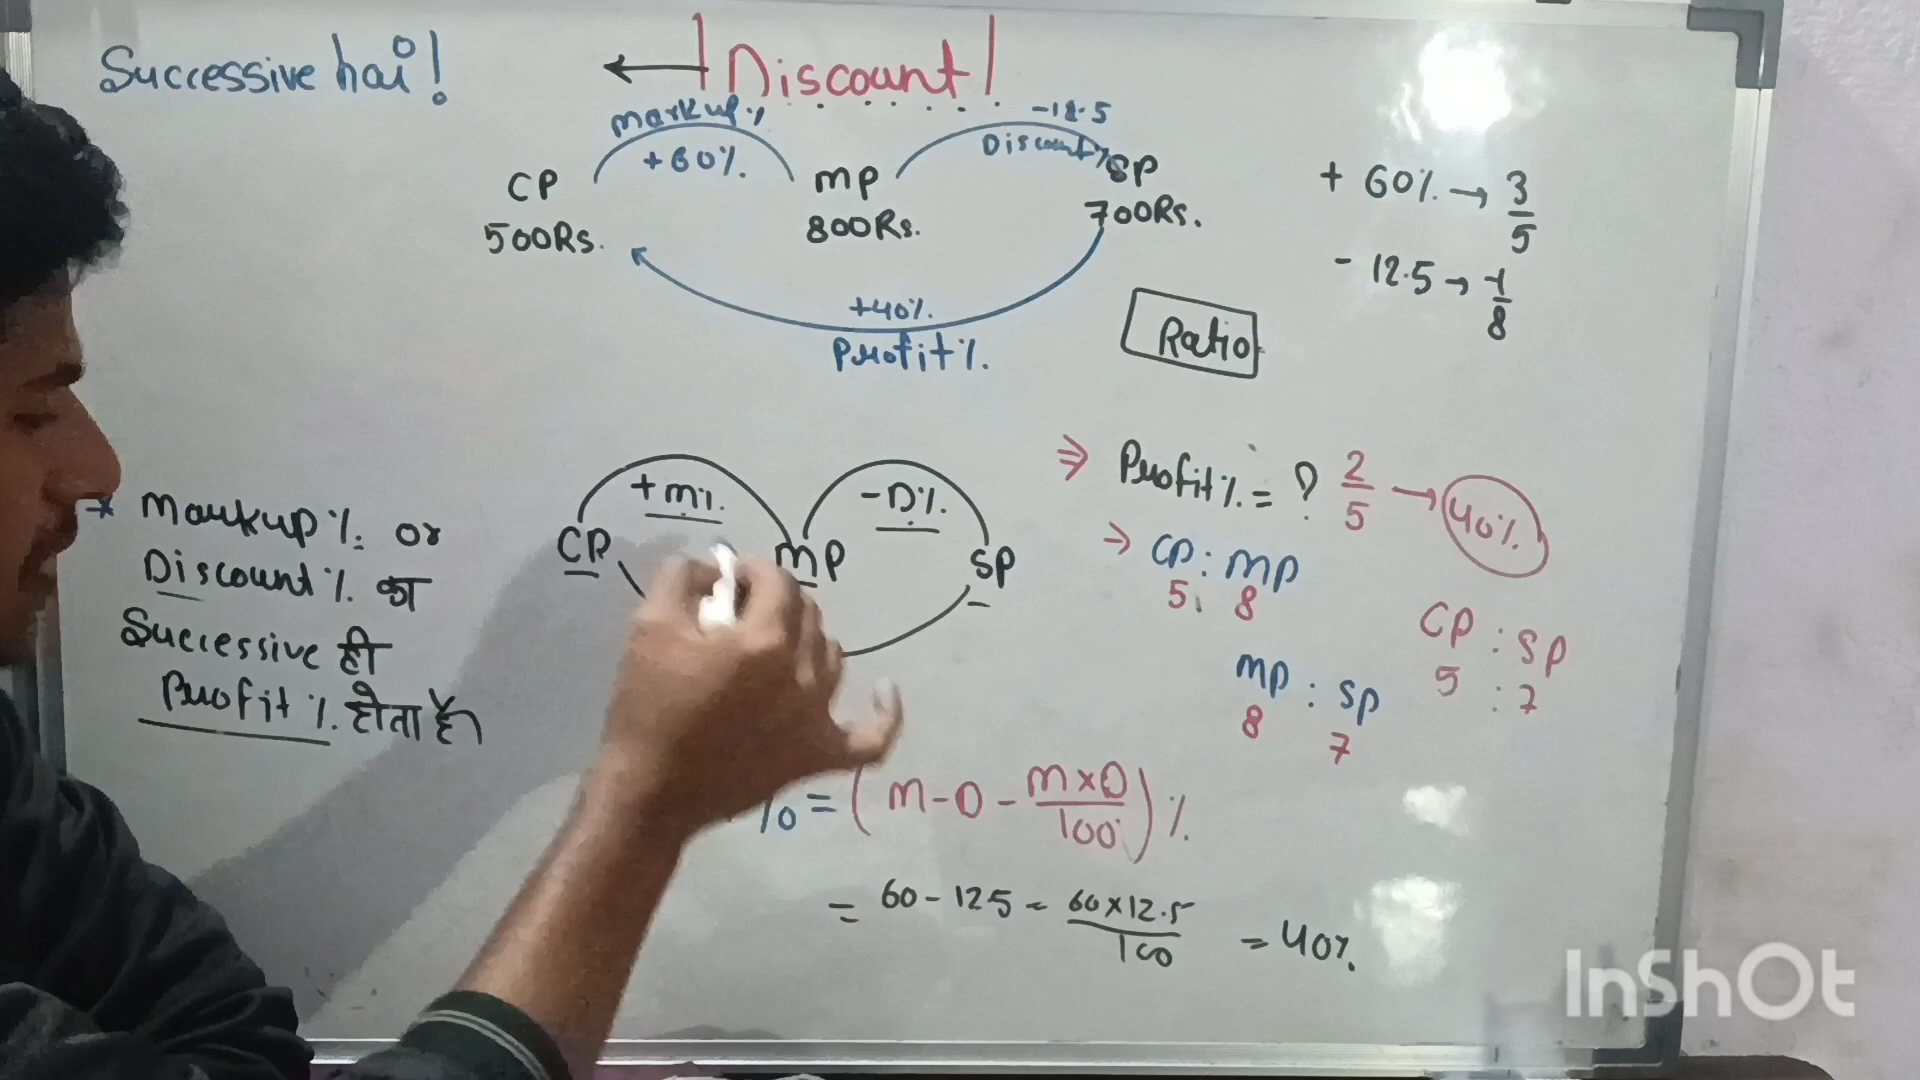 Successive hai!
← |Discount|
Markup%
+60%
-12.5
Discount%
CP
MP
SP
500Rs.
800Rs.
700Rs.
+40%.
Profit%.
+ 60% → 3/5
- 12.5 → -1/8
Ratio
* Markup% or
Discount% का
Successive ही
Profit% होता है
+m%.
-D%.
CP
MP
SP
⇒ Profit% = ? 2/5 → 40%
→ CP : MP
5 : 8
MP : SP
8 7
CP : SP
5 : 7
% = (M-D - M×D/100)%
= 60 - 12.5 - 60×12.5/100 = 40%.
InShOt